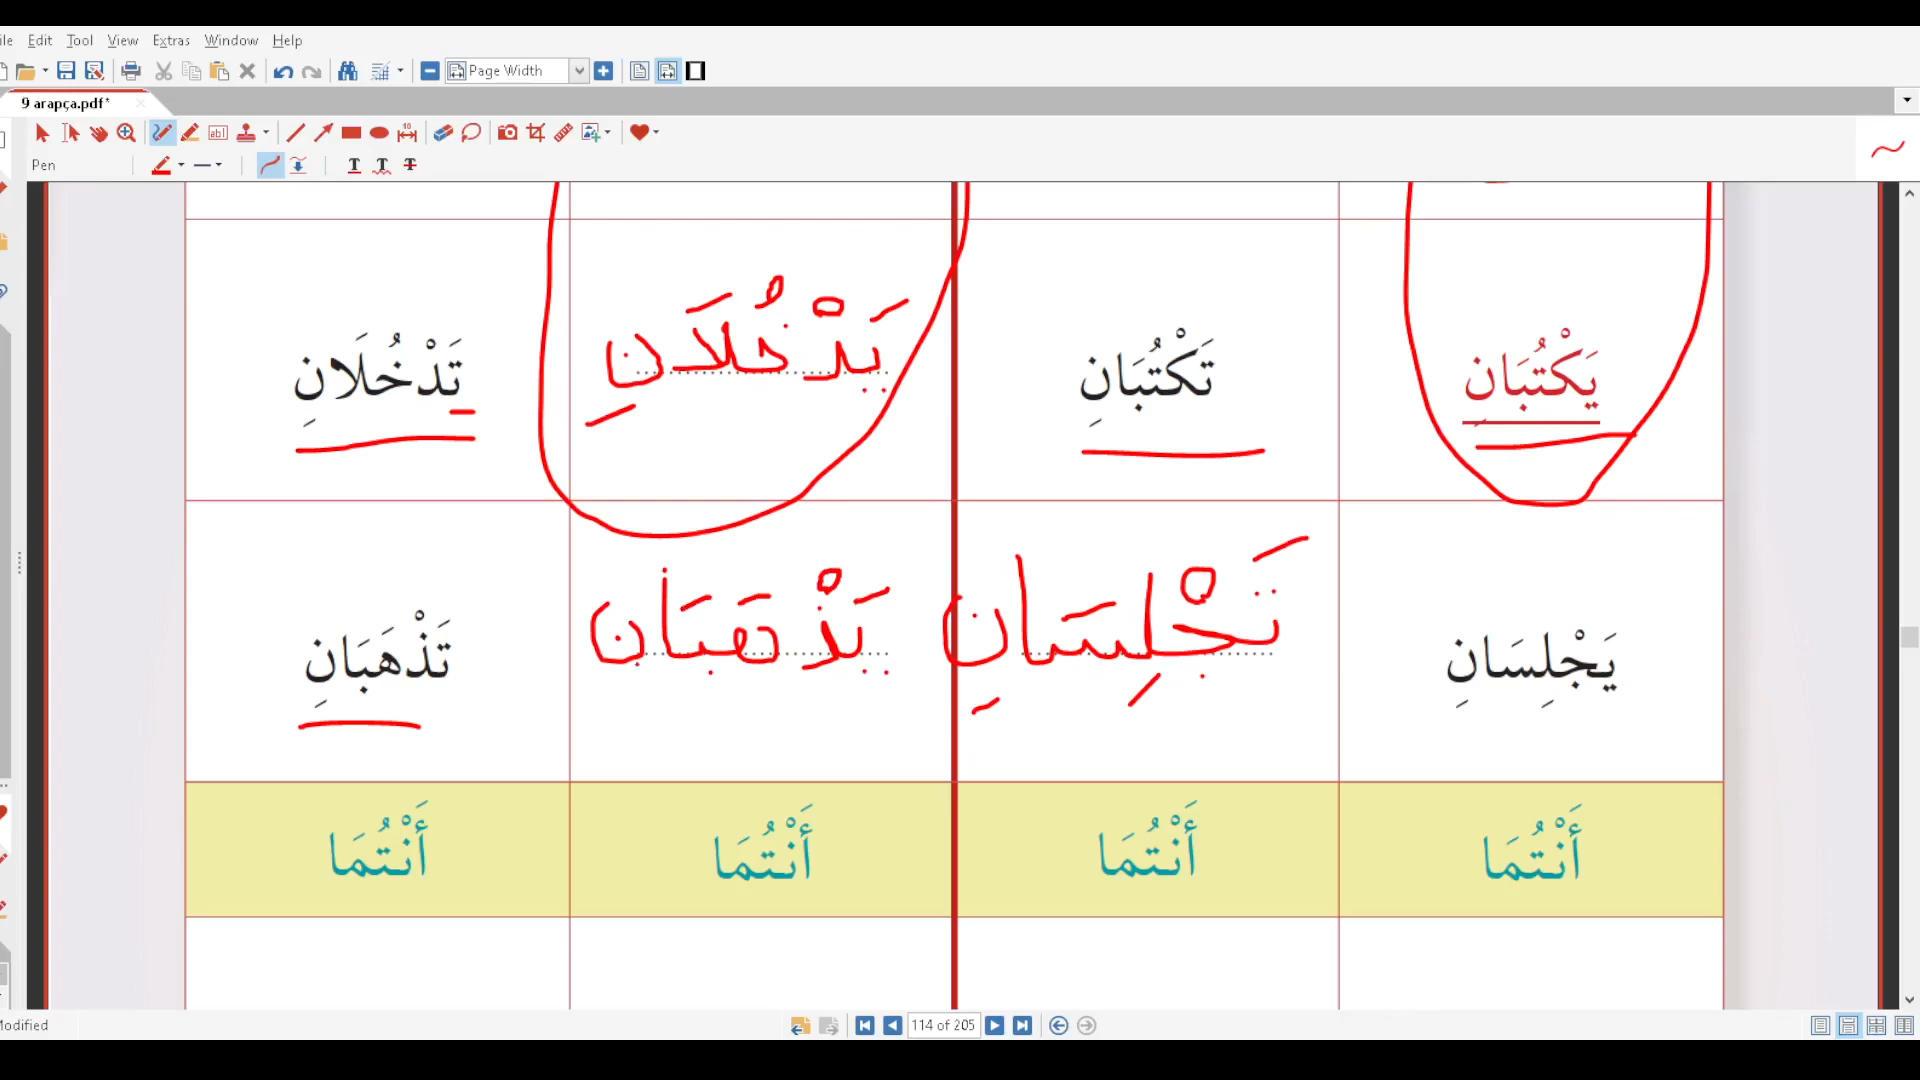 ile Edit Tool View Extras Window Help
Page Width
9 arapça.pdf*
Pen
يَكْتُبَانِ تَكْتُبَانِ يَدْخُلَانِ تَدْخُلَانِ
يَجْلِسَانِ تَجْلِسَانِ يَذْهَبَان تَذْهَبَانِ
أَنْتُمَا أَنْتُمَا أَنْتُمَا أَنْتُمَا
Modified 114 of 205